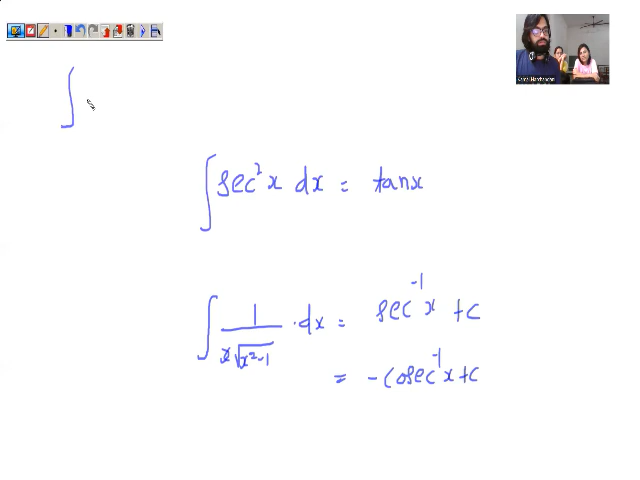 ∫
∫ sec²x dx = tanx
∫ 1/(x√(x²-1)) · dx = sec⁻¹x + c
= -cosec⁻¹x + c